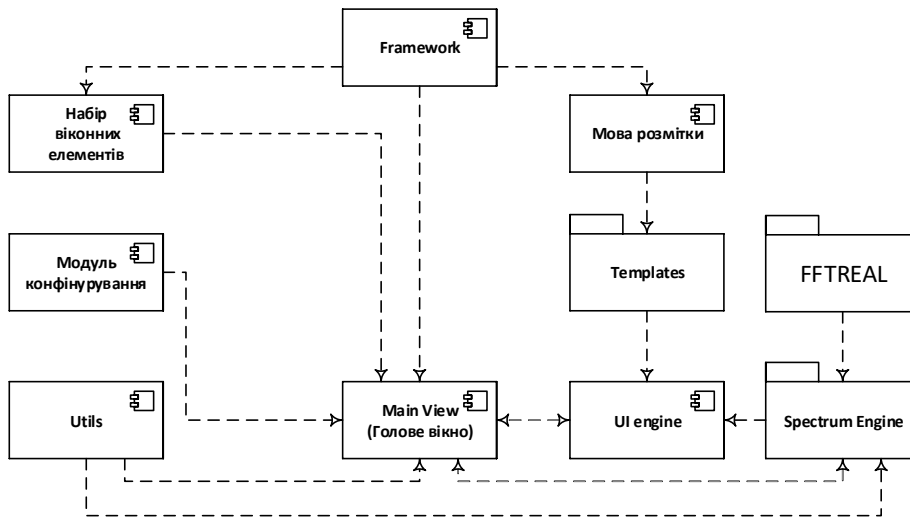 Framework
Набір
віконних
елементів
Мова розмітки
Модуль
конфінурування
Templates
FFTREAL
Utils
Main View
(Голове вікно)
UI engine
Spectrum Engine